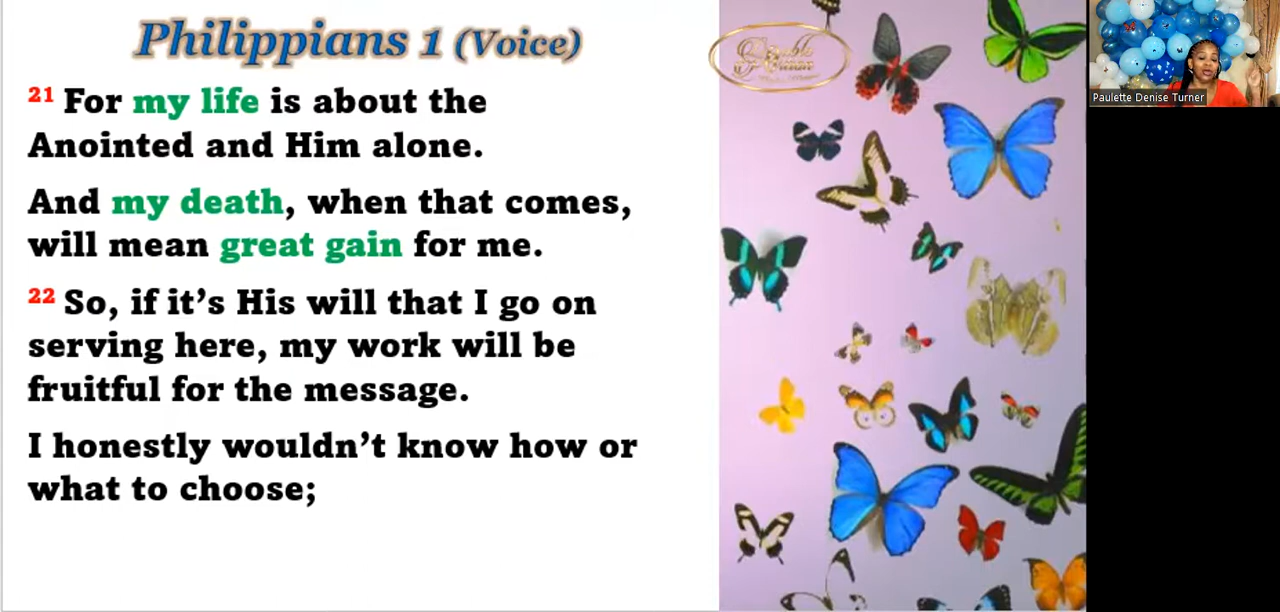 Philippians 1 (Voice)
21 For my life is about the
Anointed and Him alone.
And my death, when that comes,
will mean great gain for me.
22 So, if it's His will that I go on
serving here, my work will be
fruitful for the message.
I honestly wouldn't know how or
what to choose;
Paulette Denise Turner